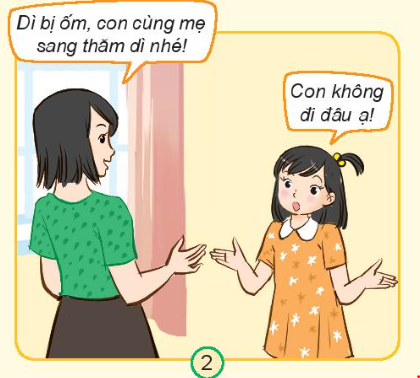 Dì bị ốm, con cùng mẹ
sang thăm dì nhé!
Con không
đi đâu ạ!
2